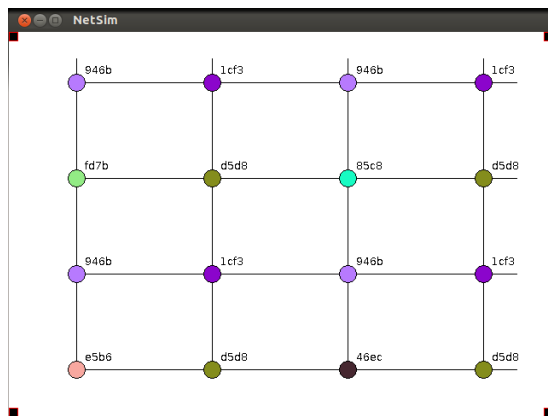 NetSim
946b 1cf3 946b 1cf3
fd7b d5d8 85c8 d5d8
946b 1cf3 946b 1cf3
e5b6 d5d8 46ec d5d8